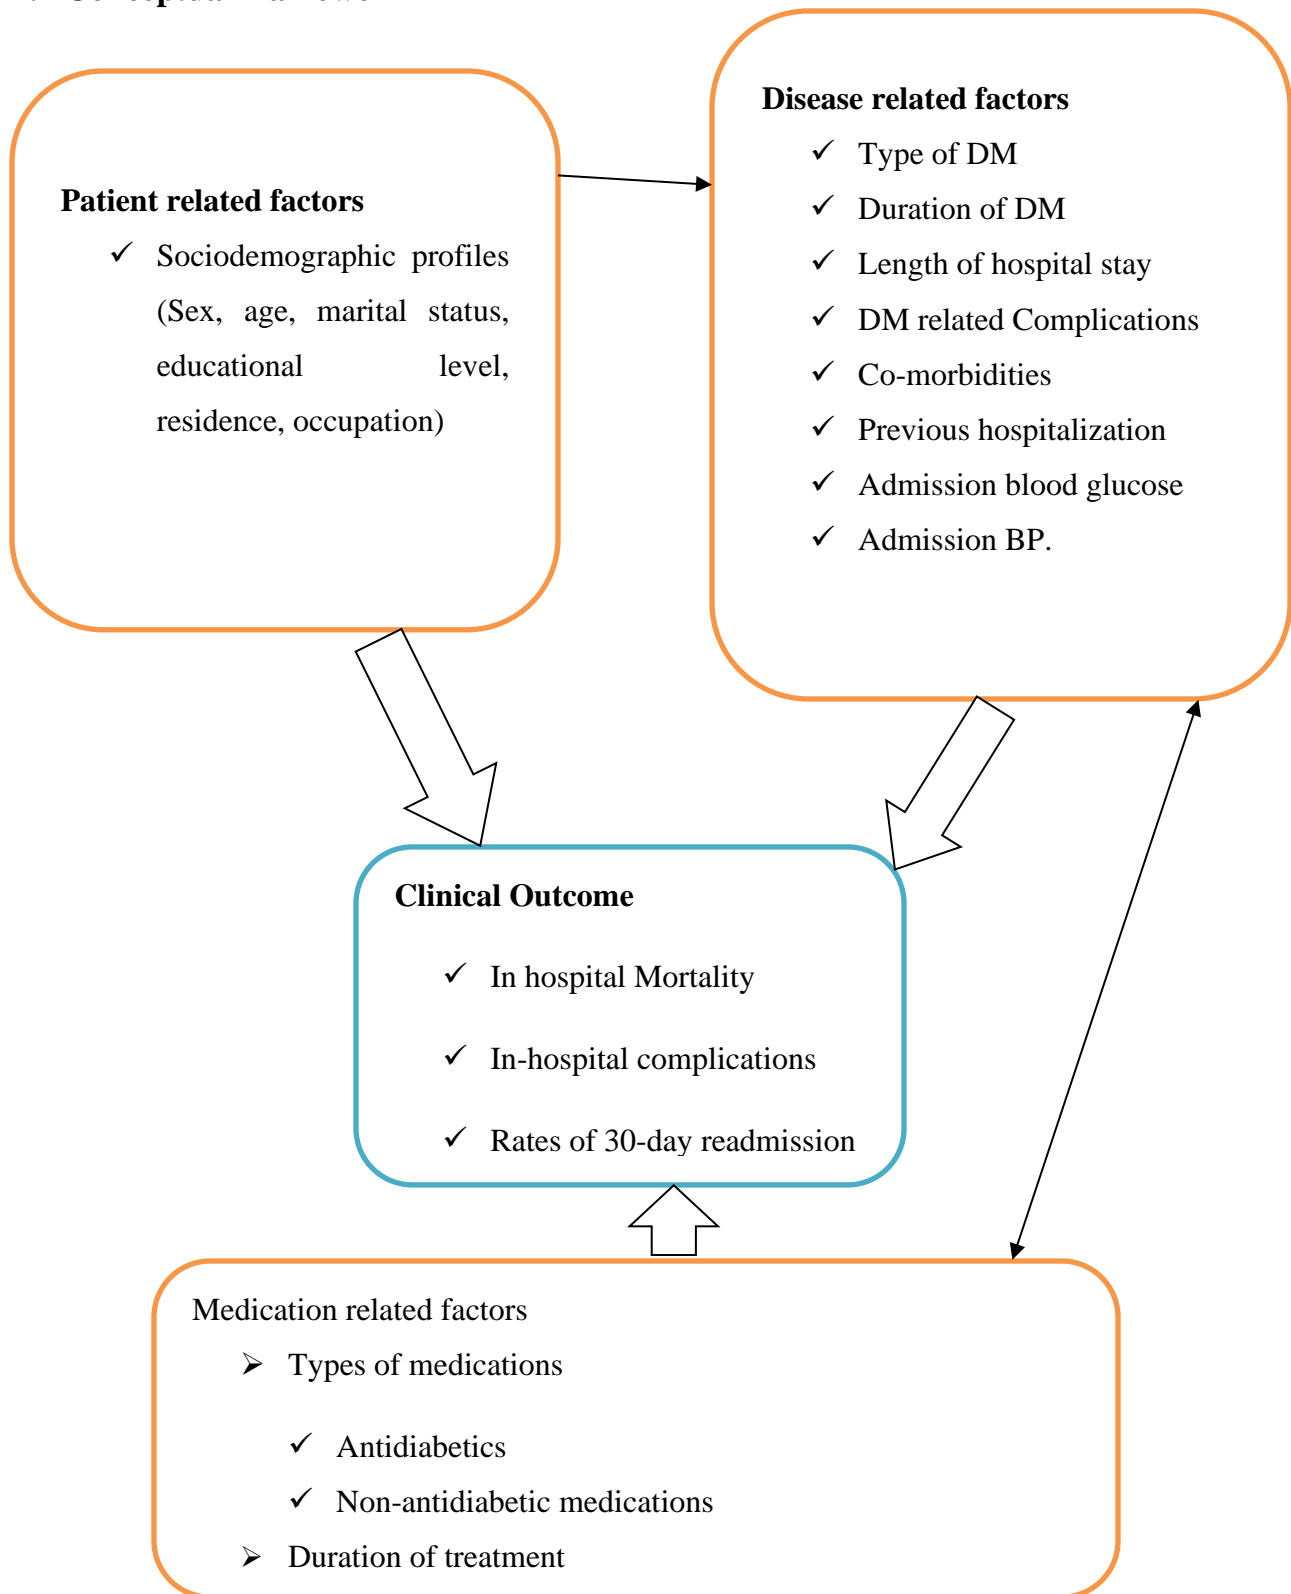 Patient related factors
✓ Sociodemographic profiles
(Sex, age, marital status,
educational level,
residence, occupation)
Disease related factors
✓ Type of DM
✓ Duration of DM
✓ Length of hospital stay
✓ DM related Complications
✓ Co-morbidities
✓ Previous hospitalization
✓ Admission blood glucose
✓ Admission BP.
Clinical Outcome
✓ In hospital Mortality
✓ In-hospital complications
✓ Rates of 30-day readmission
Medication related factors
➢ Types of medications
✓ Antidiabetics
✓ Non-antidiabetic medications
➢ Duration of treatment